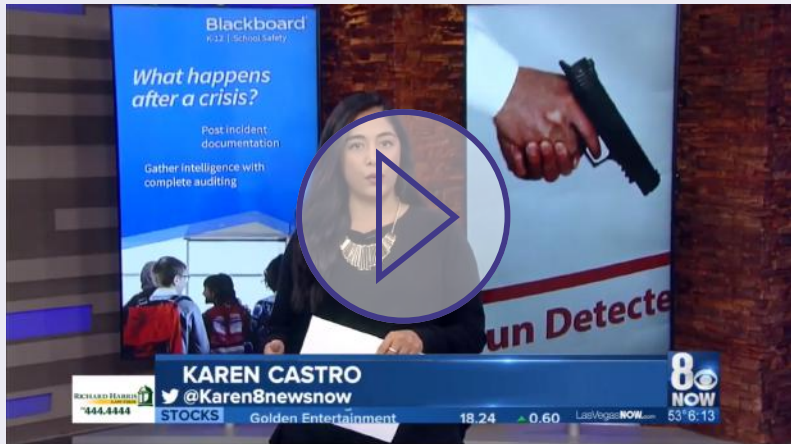 Blackboard
K-12 | School Safety
What happens
after a crisis?
Post incident
documentation
Gather intelligence with
complete auditing
un Detecte
KAREN CASTRO
@Karen8newsnow
8
NOW
RICHARD HARRIS
LAW FIRM
444.4444
STOCKS
Golden Entertainment 18.24 0.60
LasVegasNOW.com
53° 6:13